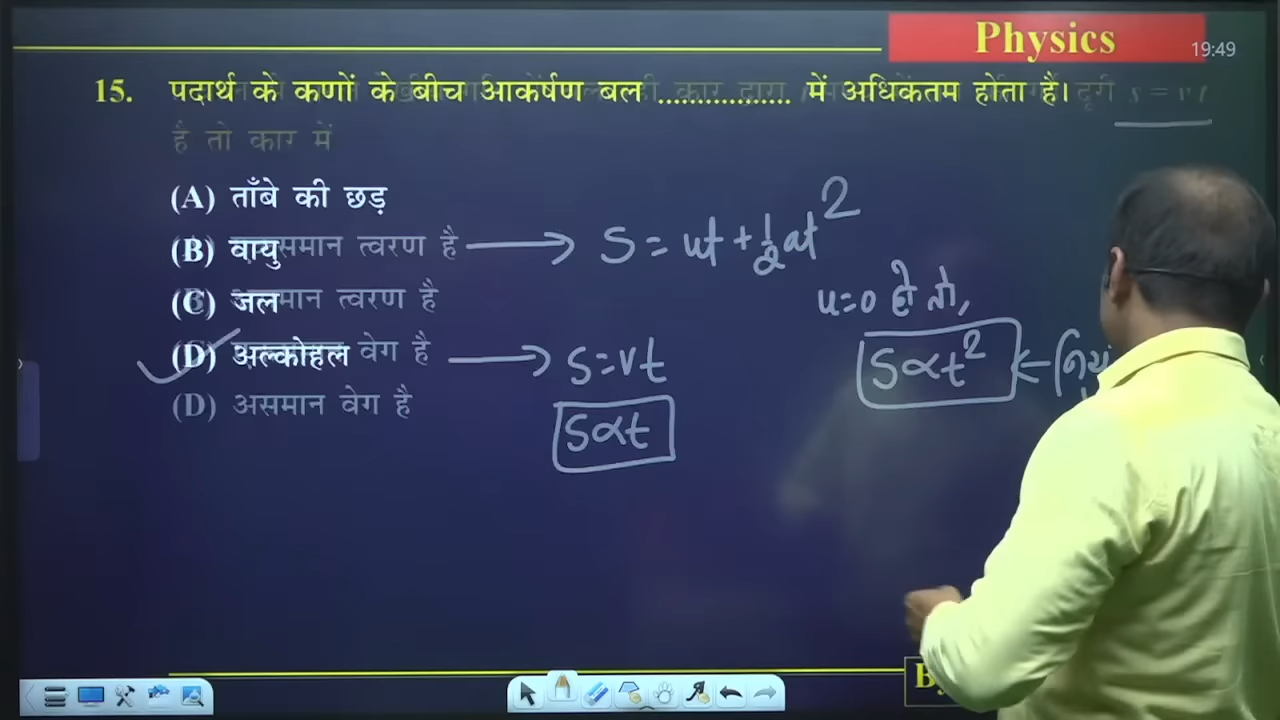 Physics
19:49
15. पदार्थ के कणों के बीच आकर्षण बल ................. में अधिकतम होता है।
दूरी s = v t
है तो कार में
(A) ताँबे की छड़
(B) वायु
समान त्वरण है → S = ut + ½at²
(C) जल
मान त्वरण है
u=0 हो तो,
(D) अल्कोहल
वेग है → S=vt
S∝t² ←
(D) असमान वेग है
S∝t
By